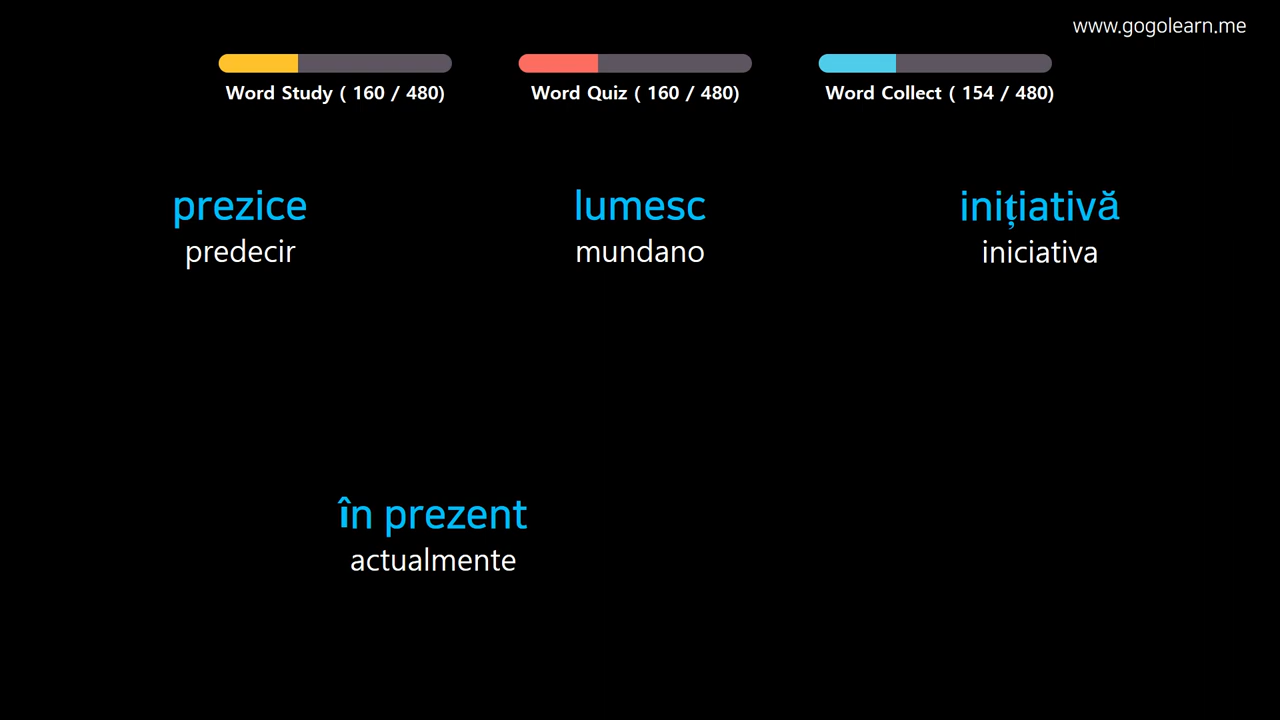 www.gogolearn.me
Word Study ( 160 / 480)
Word Quiz ( 160 / 480)
Word Collect ( 154 / 480)
prezice
predecir
lumesc
mundano
inițiativă
iniciativa
în prezent
actualmente